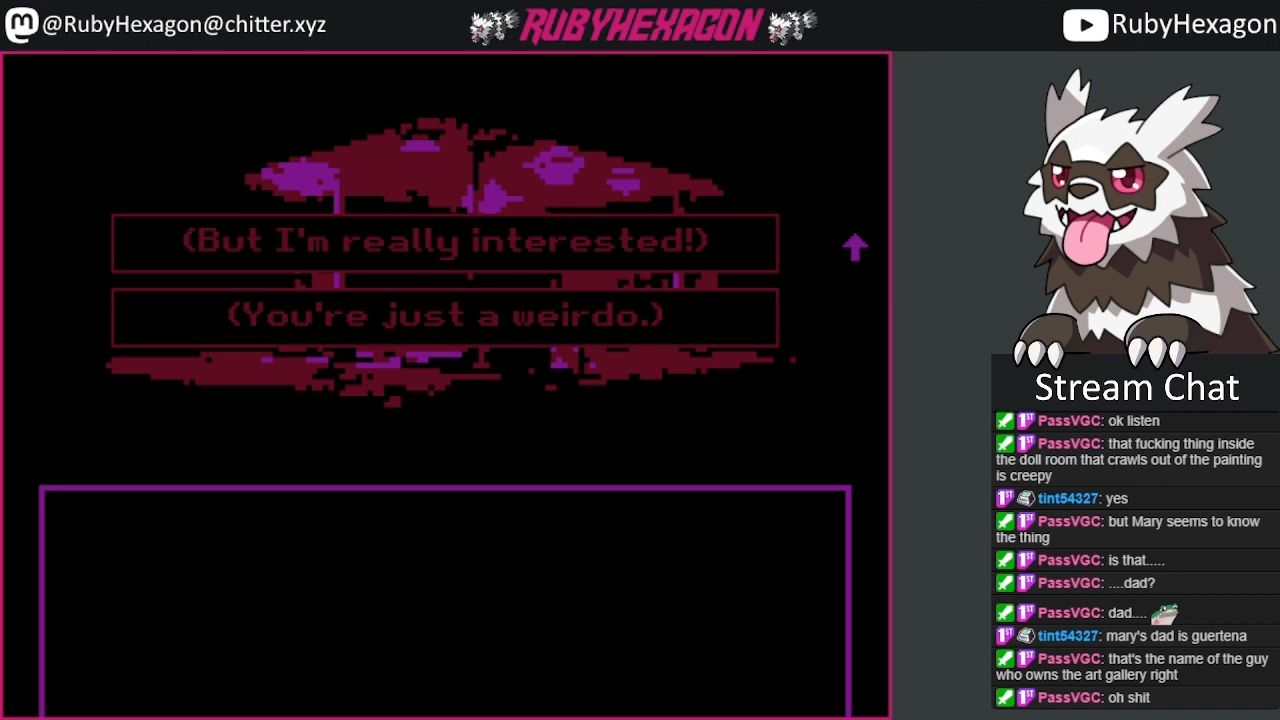 @RubyHexagon@chitter.xyz
RUBYHEXAGON
RubyHexagon
(But I'm really interested!)
(You're just a weirdo.)
Stream Chat
PassVGC: ok listen
PassVGC: that fucking thing inside
the doll room that crawls out of the painting
is creepy
tint54327: yes
PassVGC: but Mary seems to know
the thing
PassVGC: is that.....
PassVGC: ....dad?
PassVGC: dad....
tint54327: mary's dad is guertena
PassVGC: that's the name of the guy
who owns the art gallery right
PassVGC: oh shit